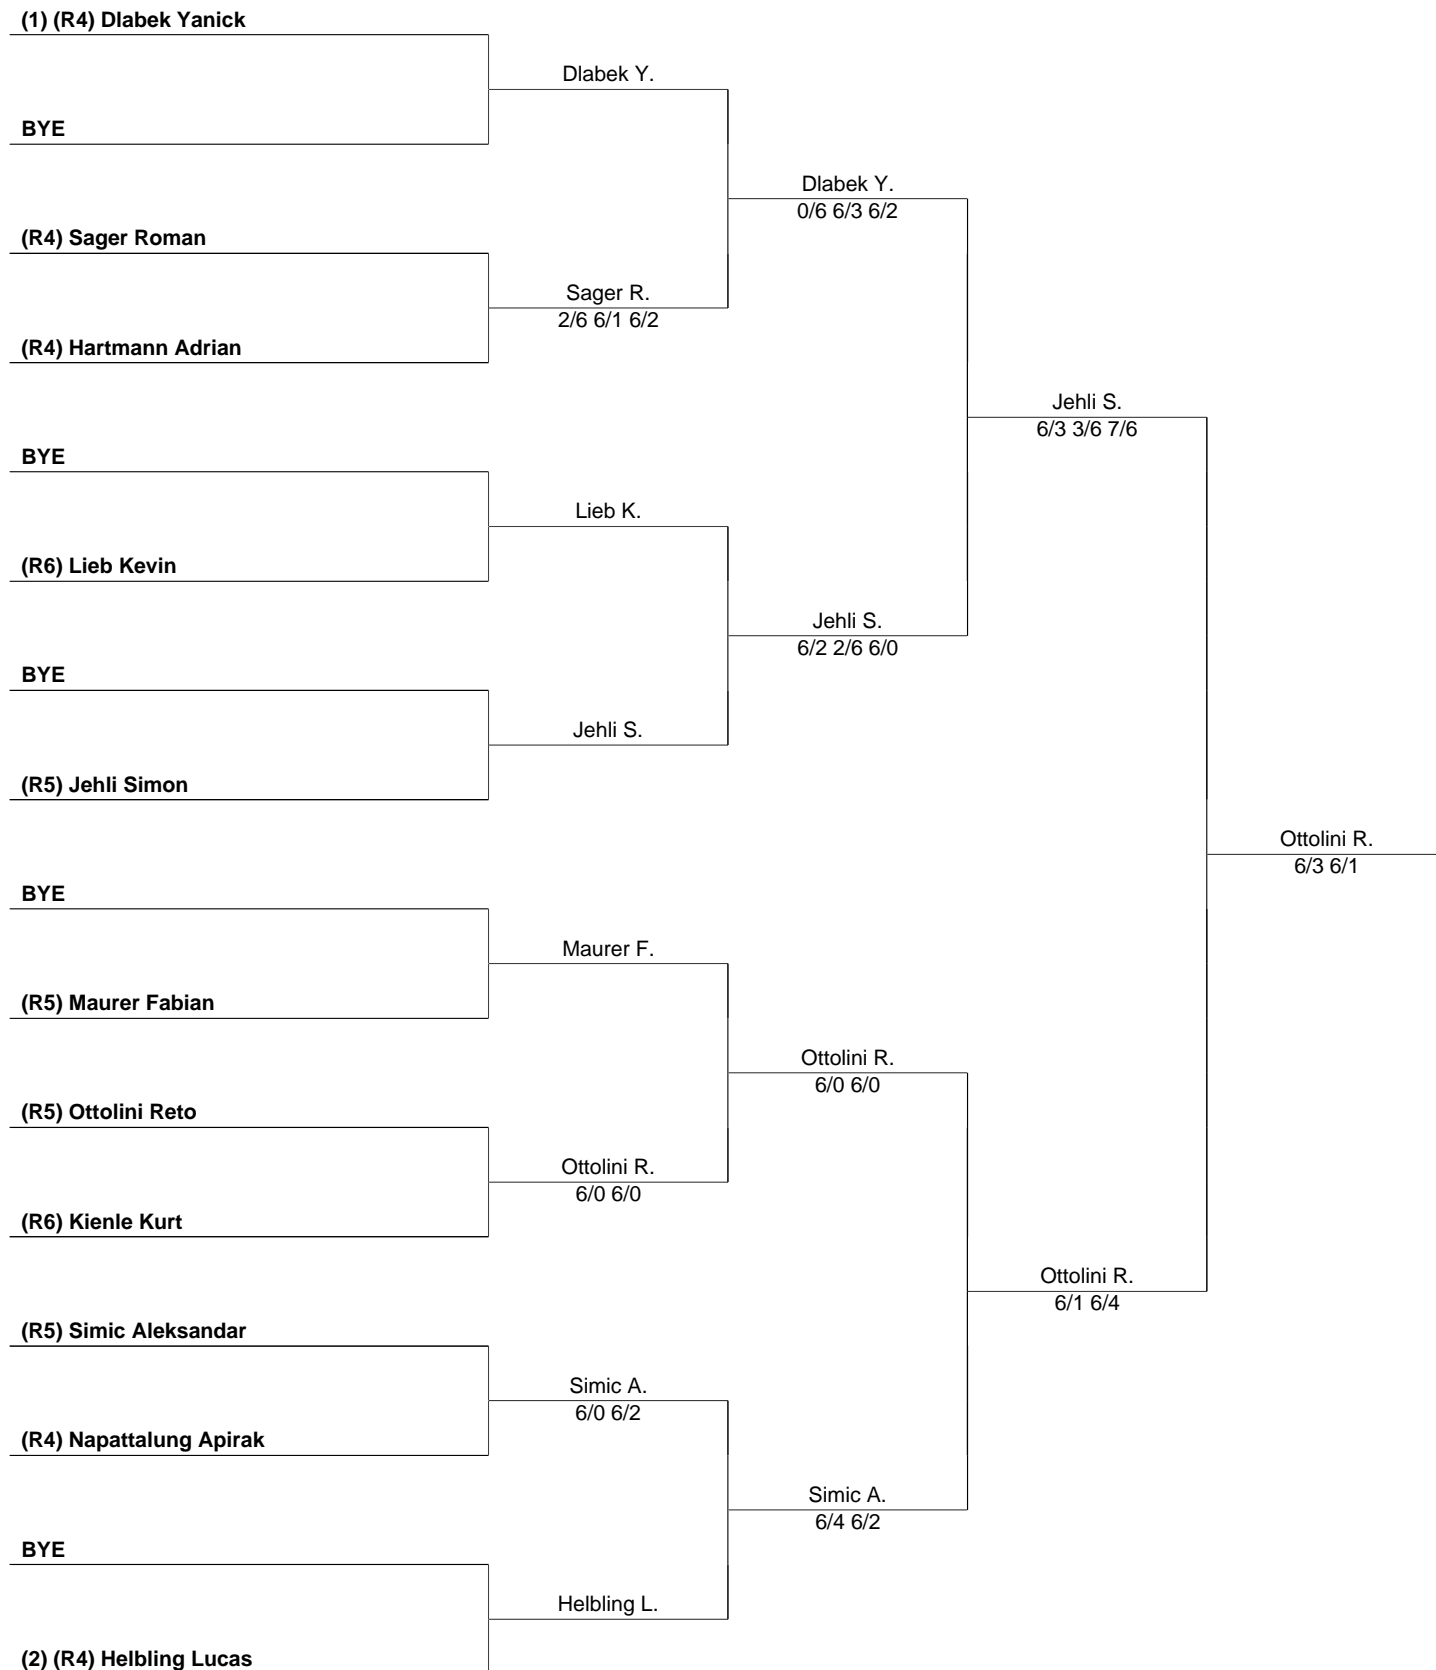 (1) (R4) Dlabek Yanick
Dlabek Y.
BYE
Dlabek Y.
0/6 6/3 6/2
(R4) Sager Roman
Sager R.
2/6 6/1 6/2
(R4) Hartmann Adrian
Jehli S.
6/3 3/6 7/6
BYE
Lieb K.
(R6) Lieb Kevin
Jehli S.
6/2 2/6 6/0
BYE
Jehli S.
(R5) Jehli Simon
Ottolini R.
6/3 6/1
BYE
Maurer F.
(R5) Maurer Fabian
Ottolini R.
6/0 6/0
(R5) Ottolini Reto
Ottolini R.
6/0 6/0
(R6) Kienle Kurt
Ottolini R.
6/1 6/4
(R5) Simic Aleksandar
Simic A.
6/0 6/2
(R4) Napattalung Apirak
Simic A.
6/4 6/2
BYE
Helbling L.
(2) (R4) Helbling Lucas